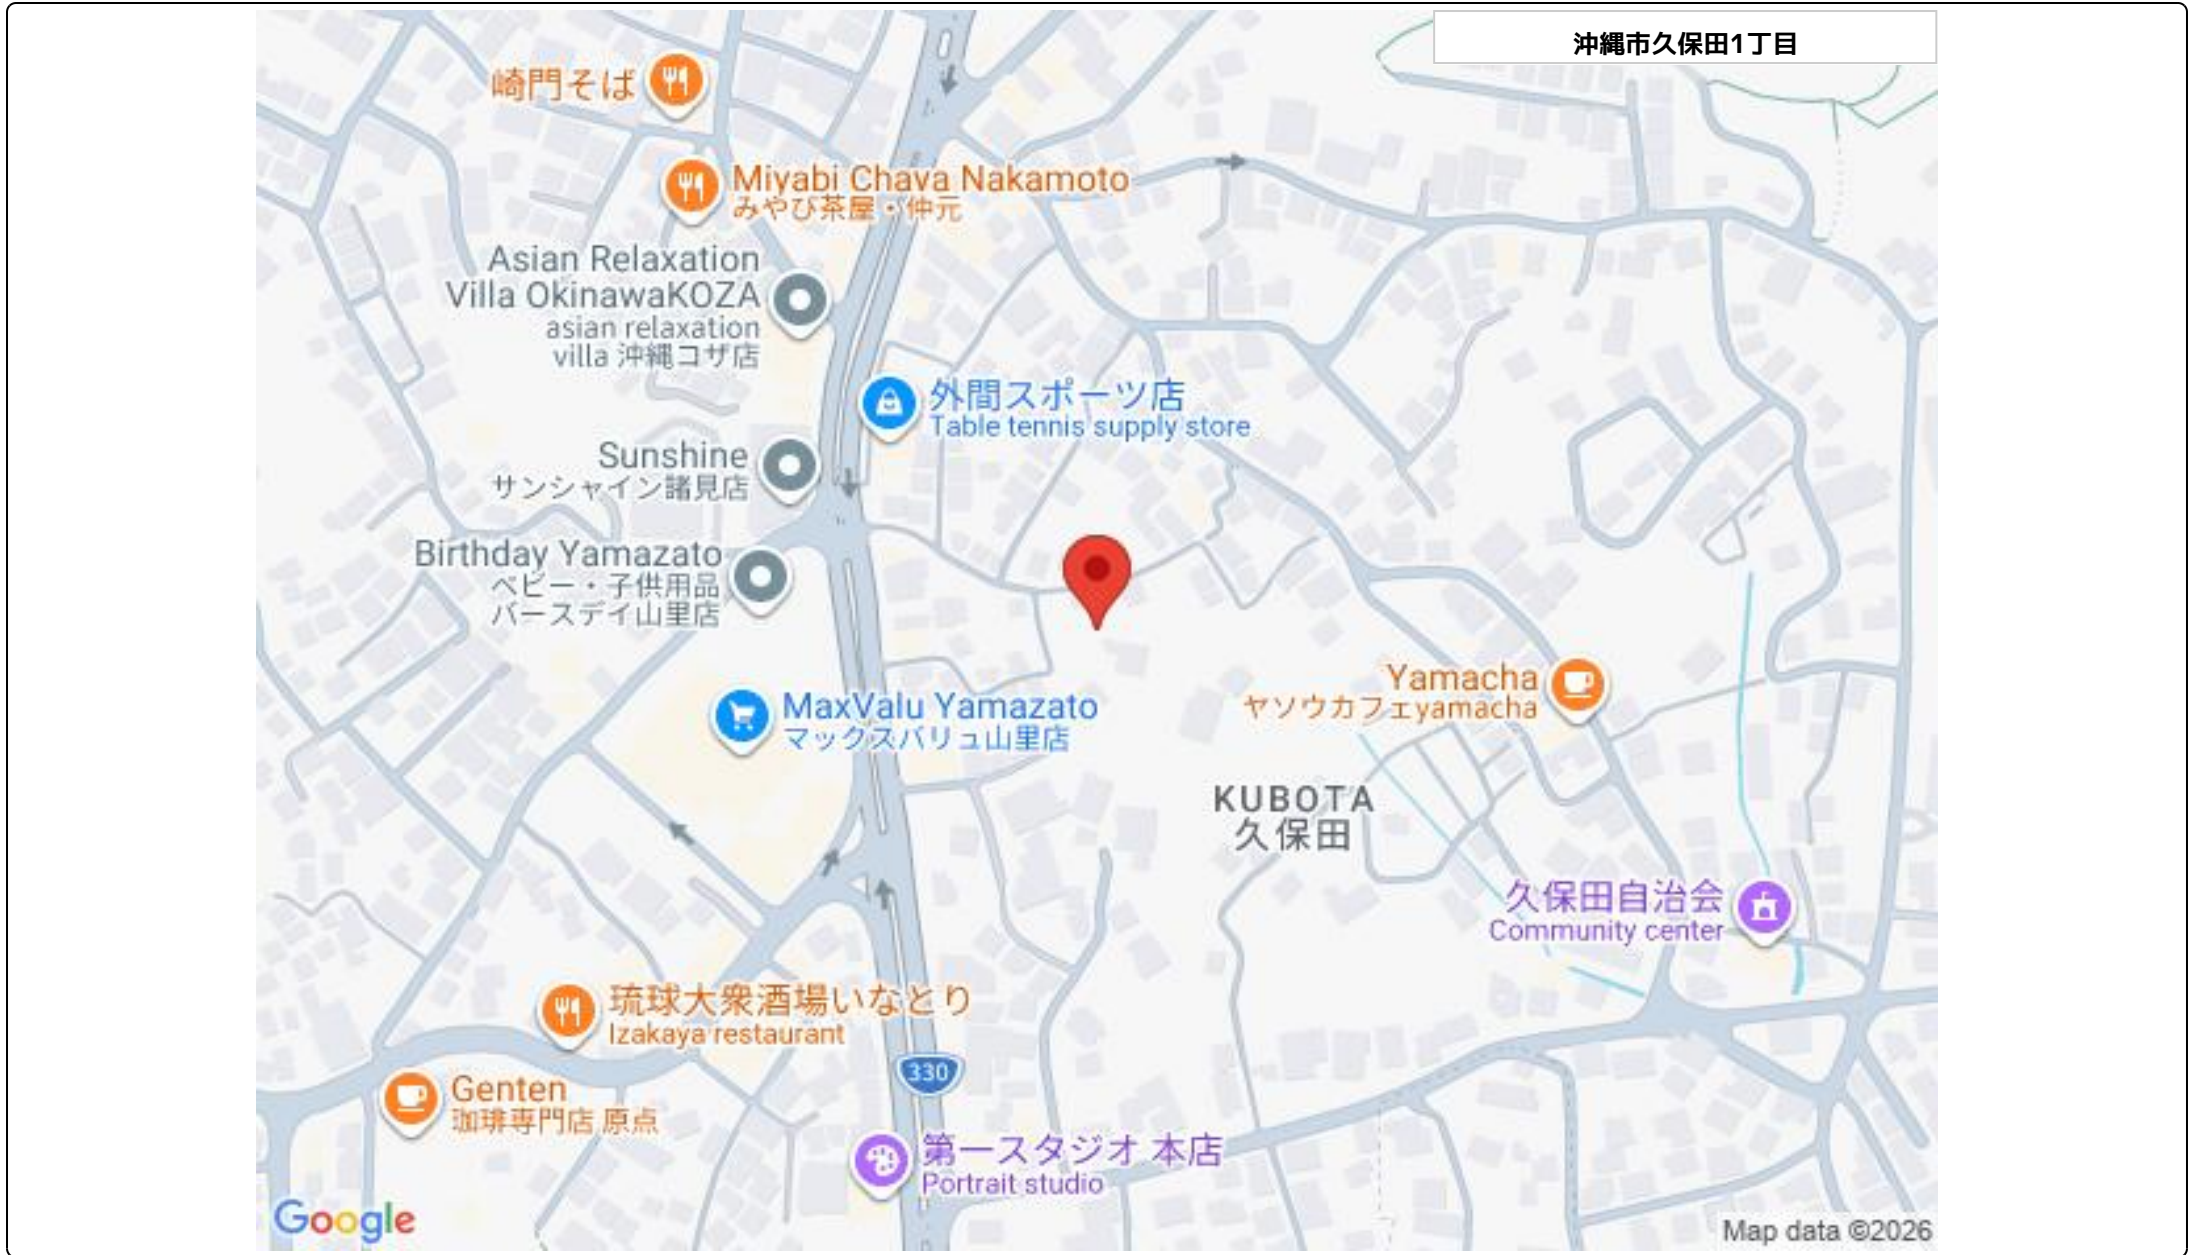 沖縄市久保田1丁目
崎門そば
Miyabi Chaya Nakamoto
みやび茶屋・仲元
Asian Relaxation
Villa OkinawaKOZA
asian relaxation
villa 沖縄コザ店
外間スポーツ店
Table tennis supply store
Sunshine
サンシャイン諸見店
Birthday Yamazato
ベビー・子供用品
バースデイ山里店
MaxValu Yamazato
マックスバリュ山里店
Yamacha
ヤソウカフェyamacha
KUBOTA
久保田
久保田自治会
Community center
琉球大衆酒場いなとり
Izakaya restaurant
330
Genten
珈琲専門店 原点
第一スタジオ 本店
Portrait studio
Google
Map data ©2026